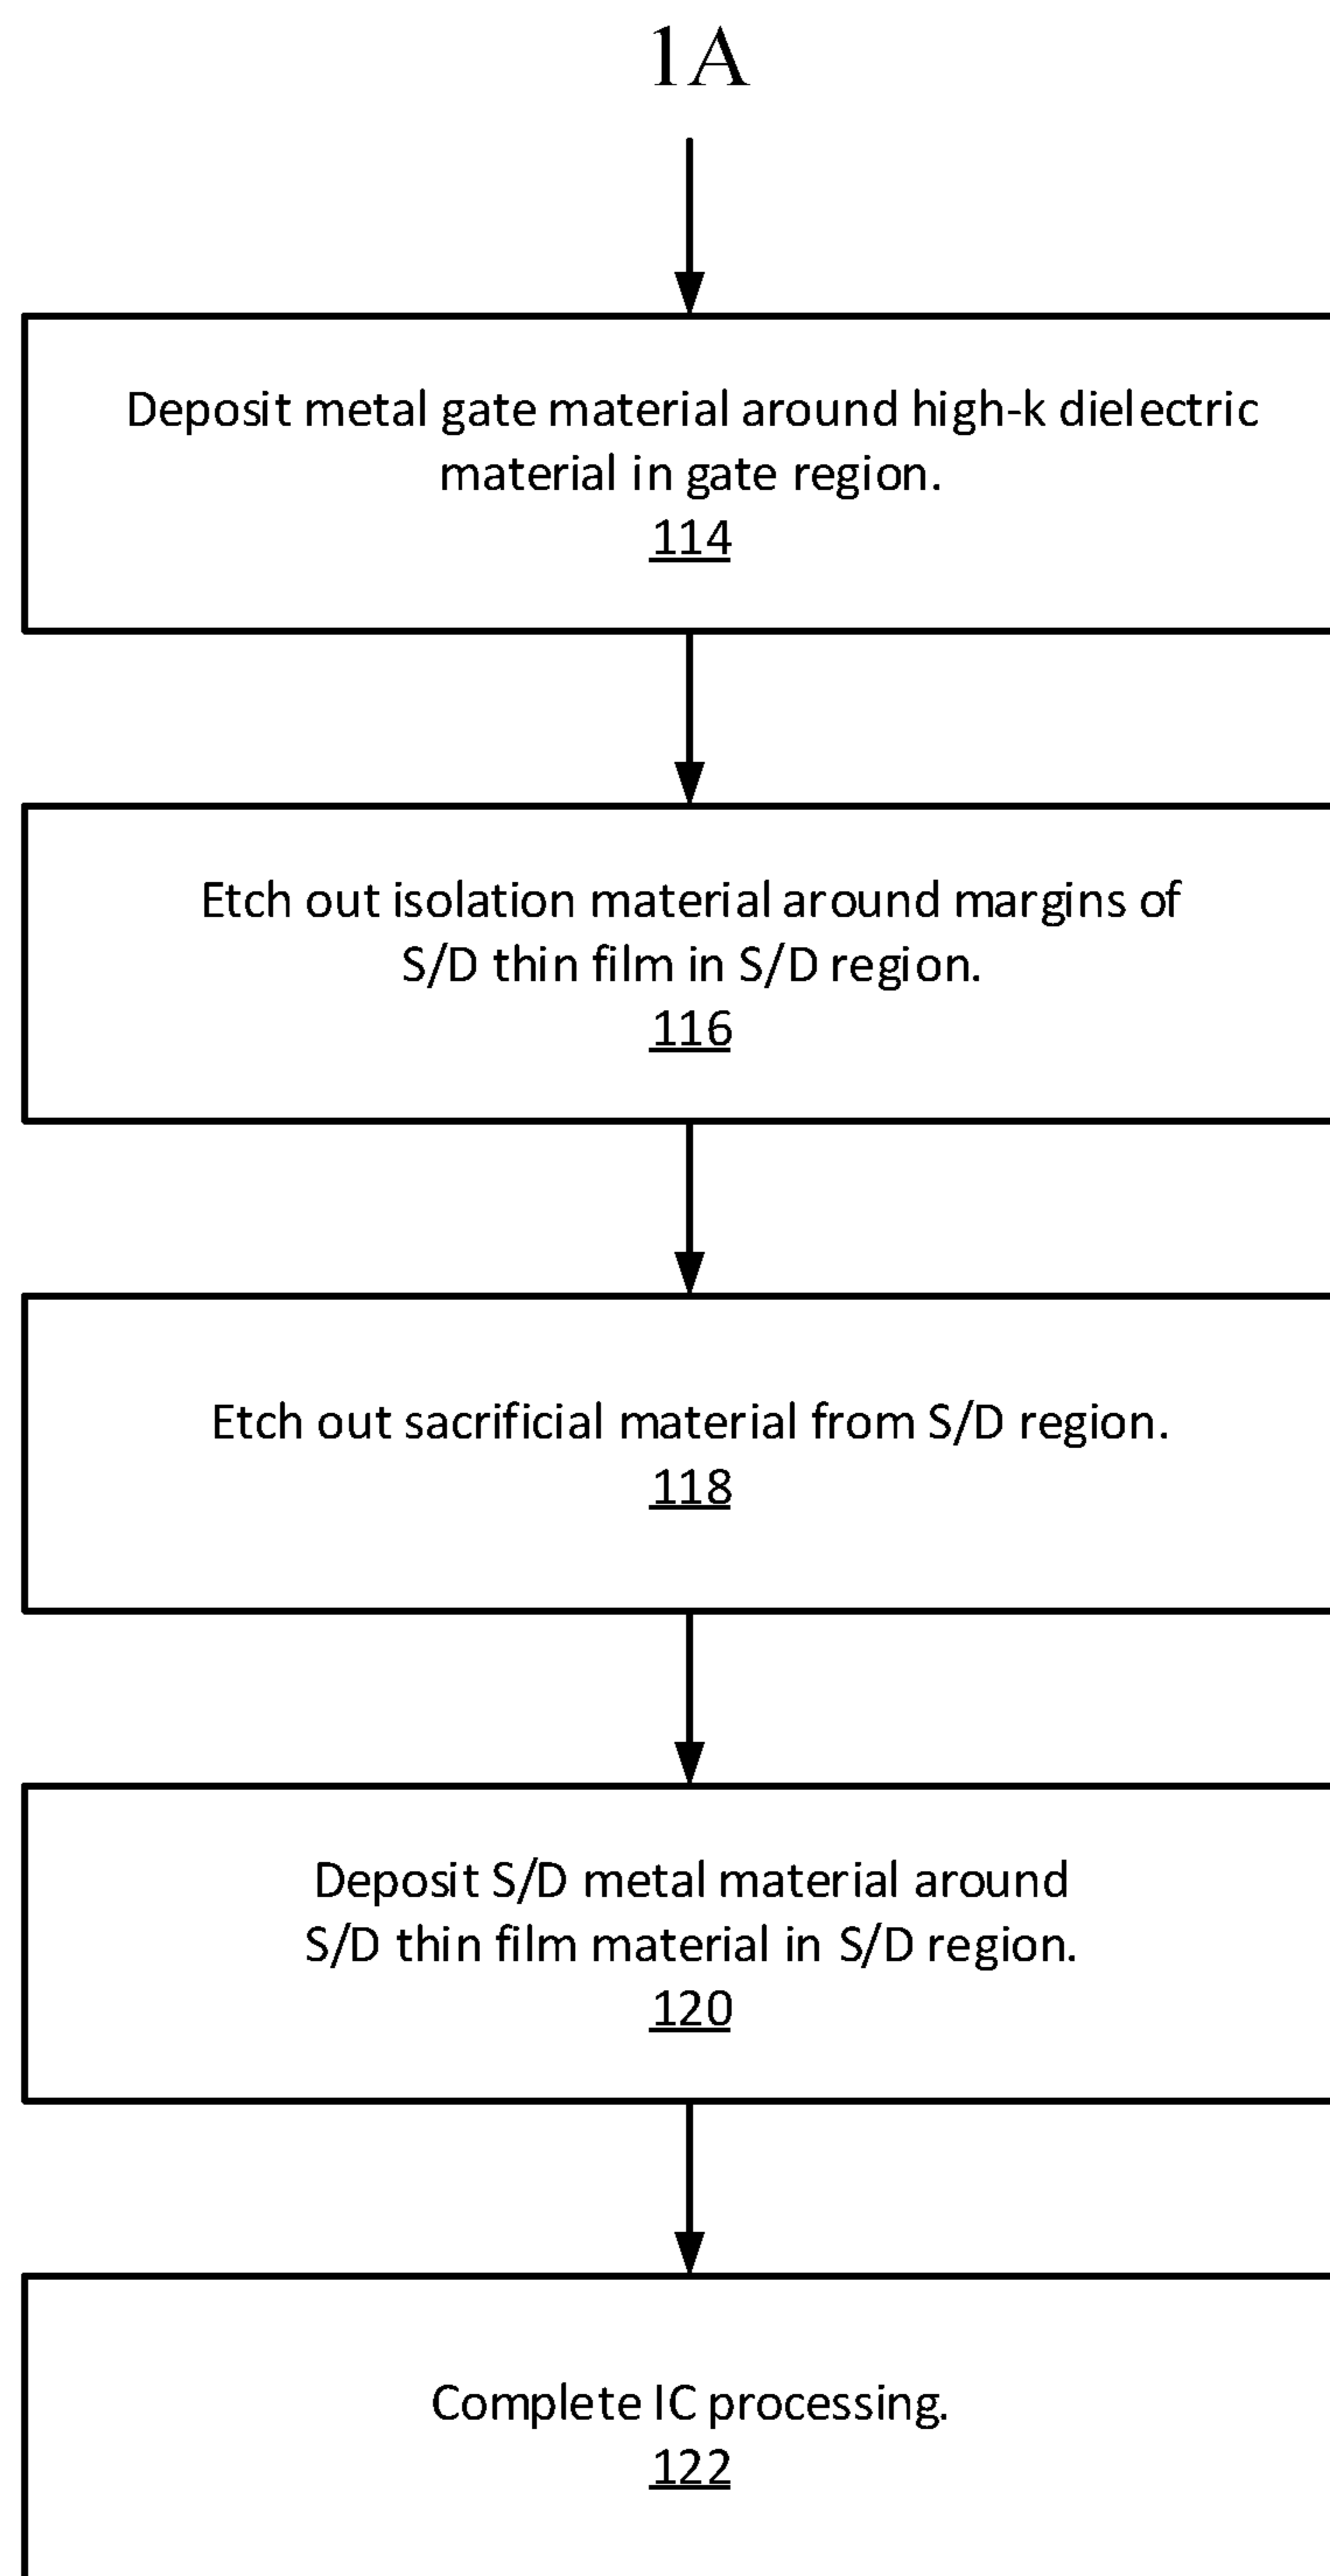 1A
Deposit metal gate material around high-k dielectric
material in gate region.
114
Etch out isolation material around margins of
S/D thin film in S/D region.
116
Etch out sacrificial material from S/D region.
118
Deposit S/D metal material around
S/D thin film material in S/D region.
120
Complete IC processing.
122